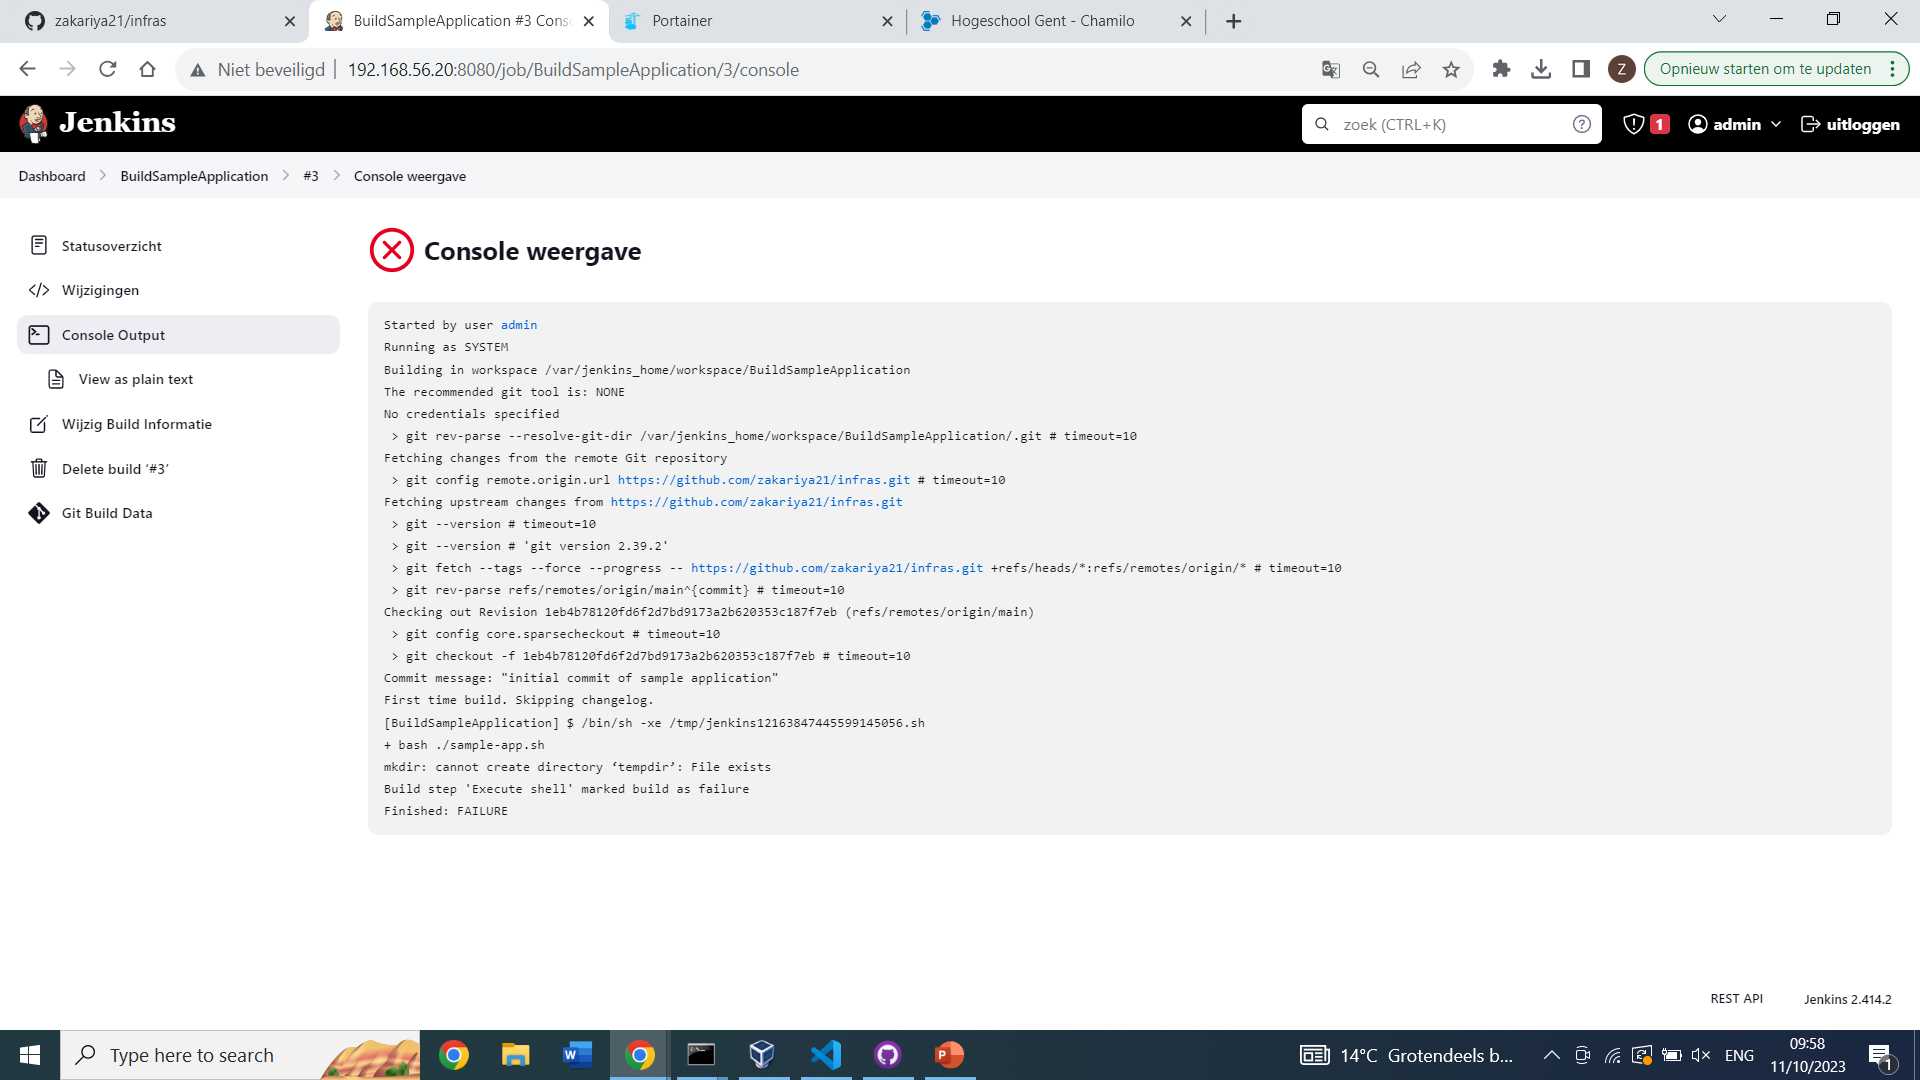 zakariya21/infras
BuildSampleApplication #3 Cons
Portainer
Hogeschool Gent - Chamilo
Niet beveiligd
192.168.56.20:8080/job/BuildSampleApplication/3/console
Z
Opnieuw starten om te updaten
Jenkins
zoek (CTRL+K)
1
admin
uitloggen
Dashboard
BuildSampleApplication
#3
Console weergave
Statusoverzicht
Wijzigingen
Console Output
View as plain text
Wijzig Build Informatie
Delete build ‘#3’
Git Build Data
Console weergave
Started by user admin
Running as SYSTEM
Building in workspace /var/jenkins_home/workspace/BuildSampleApplication
The recommended git tool is: NONE
No credentials specified
> git rev-parse --resolve-git-dir /var/jenkins_home/workspace/BuildSampleApplication/.git # timeout=10
Fetching changes from the remote Git repository
> git config remote.origin.url https://github.com/zakariya21/infras.git # timeout=10
Fetching upstream changes from https://github.com/zakariya21/infras.git
> git --version # timeout=10
> git --version # 'git version 2.39.2'
> git fetch --tags --force --progress -- https://github.com/zakariya21/infras.git +refs/heads/*:refs/remotes/origin/* # timeout=10
> git rev-parse refs/remotes/origin/main^{commit} # timeout=10
Checking out Revision 1eb4b78120fd6f2d7bd9173a2b620353c187f7eb (refs/remotes/origin/main)
> git config core.sparsecheckout # timeout=10
> git checkout -f 1eb4b78120fd6f2d7bd9173a2b620353c187f7eb # timeout=10
Commit message: "initial commit of sample application"
First time build. Skipping changelog.
[BuildSampleApplication] $ /bin/sh -xe /tmp/jenkins12163847445599145056.sh
+ bash ./sample-app.sh
mkdir: cannot create directory ‘tempdir’: File exists
Build step 'Execute shell' marked build as failure
Finished: FAILURE
REST API
Jenkins 2.414.2
Type here to search
14°C Grotendeels b...
ENG
09:58
11/10/2023
1